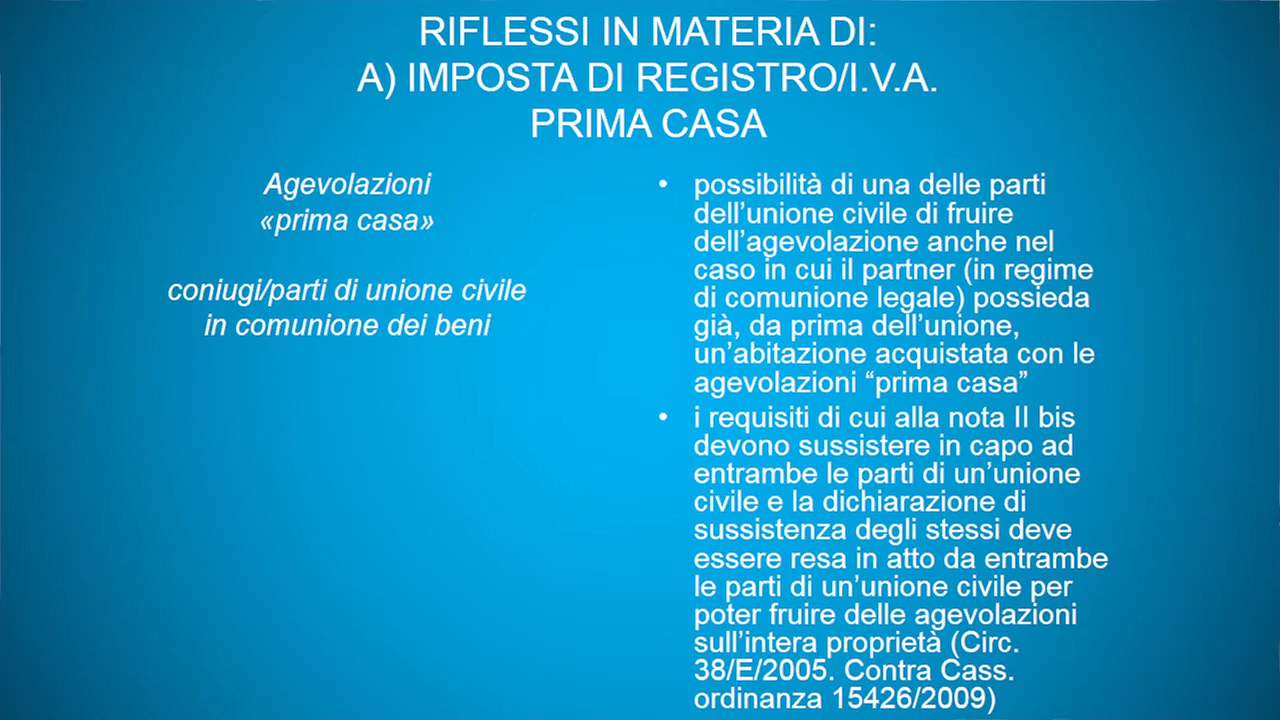 RIFLESSI IN MATERIA DI:
A) IMPOSTA DI REGISTRO/I.V.A.
PRIMA CASA
Agevolazioni
«prima casa»
coniugi/parti di unione civile
in comunione dei beni
• possibilità di una delle parti
dell’unione civile di fruire
dell’agevolazione anche nel
caso in cui il partner (in regime
di comunione legale) possieda
già, da prima dell’unione,
un’abitazione acquistata con le
agevolazioni “prima casa”
• i requisiti di cui alla nota II bis
devono sussistere in capo ad
entrambe le parti di un’unione
civile e la dichiarazione di
sussistenza degli stessi deve
essere resa in atto da entrambe
le parti di un’unione civile per
poter fruire delle agevolazioni
sull’intera proprietà (Circ.
38/E/2005. Contra Cass.
ordinanza 15426/2009)